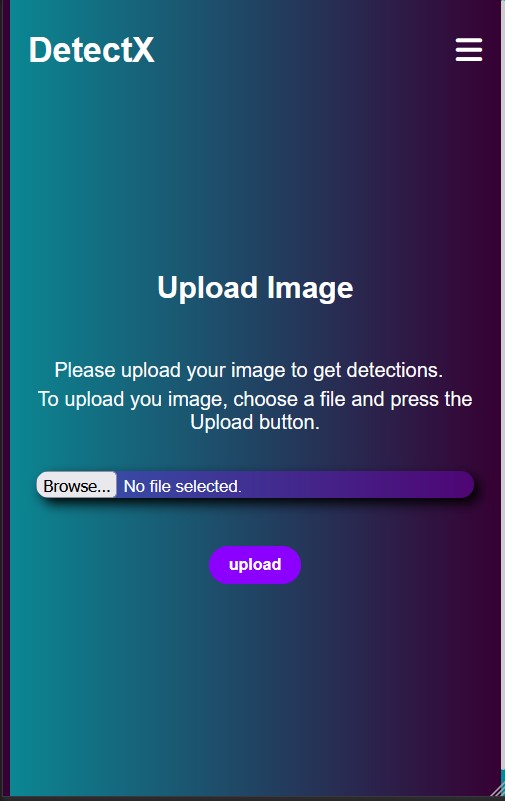 DetectX
Upload Image
Please upload your image to get detections.
To upload you image, choose a file and press the
Upload button.
Browse... No file selected.
upload